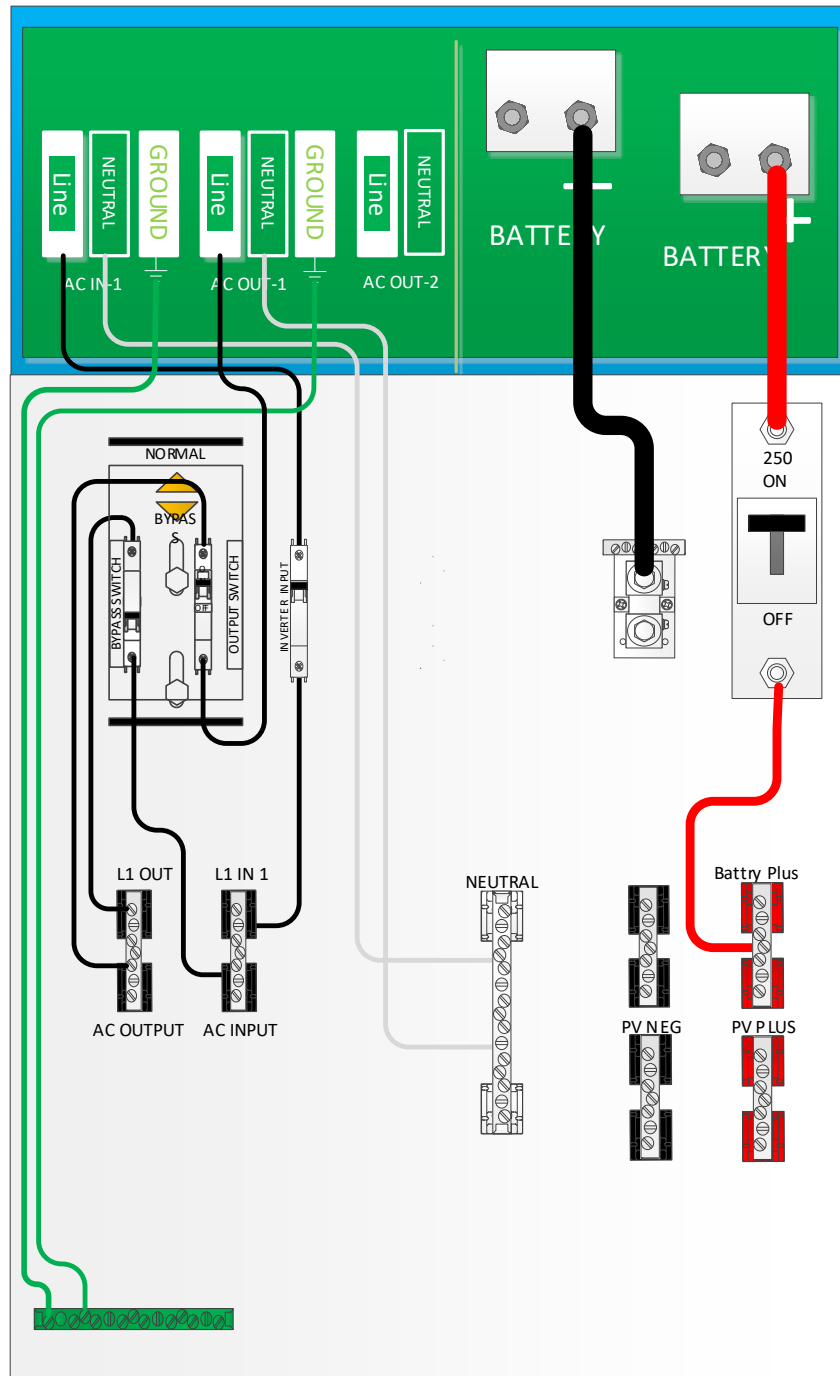 Line
NEUTRAL
GROUND
Line
NEUTRAL
GROUND
Line
NEUTRAL
AC IN-1
AC OUT-1
AC OUT-2
BATTERY
BATTERY
NORMAL
BYPAS
S
BYPASS SWITCH
OFF
OUTPUT SWITCH
INVERTER INPUT
250
ON
OFF
L1 OUT
L1 IN 1
NEUTRAL
Battry Plus
AC OUTPUT
AC INPUT
PV NEG
PV PLUS